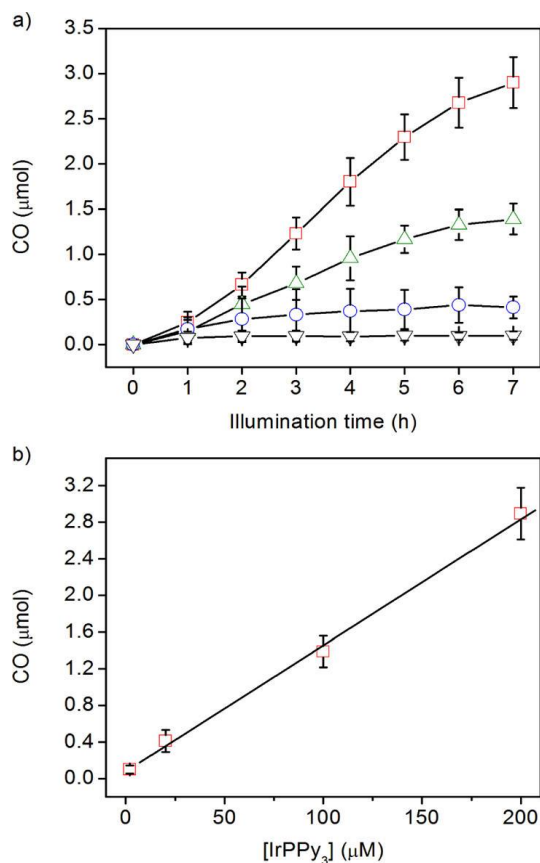 a)
3.5
3.0
2.5
2.0
1.5
1.0
0.5
0.0
CO (μmol)
0 1 2 3 4 5 6 7
Illumination time (h)
b)
3.2
2.8
2.4
2.0
1.6
1.2
0.8
0.4
0.0
CO (μmol)
0 50 100 150 200
[IrPPy₃] (μM)